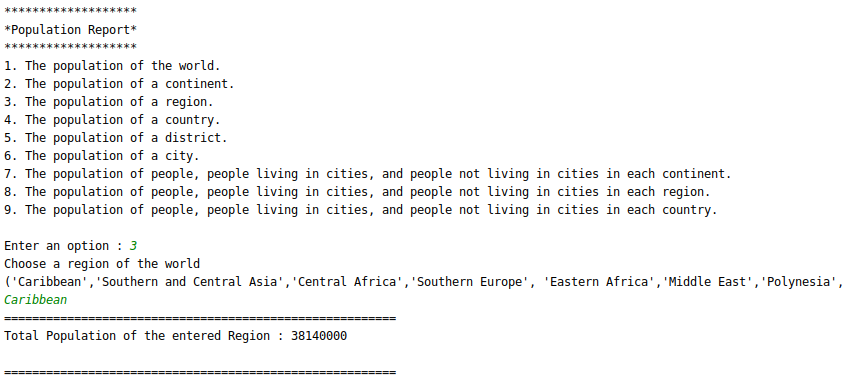 *******************
*Population Report*
*******************
1. The population of the world.
2. The population of a continent.
3. The population of a region.
4. The population of a country.
5. The population of a district.
6. The population of a city.
7. The population of people, people living in cities, and people not living in cities in each continent.
8. The population of people, people living in cities, and people not living in cities in each region.
9. The population of people, people living in cities, and people not living in cities in each country.
Enter an option : 3
Choose a region of the world
('Caribbean','Southern and Central Asia','Central Africa','Southern Europe', 'Eastern Africa','Middle East','Polynesia',
Caribbean
========================================================
Total Population of the entered Region : 38140000
========================================================